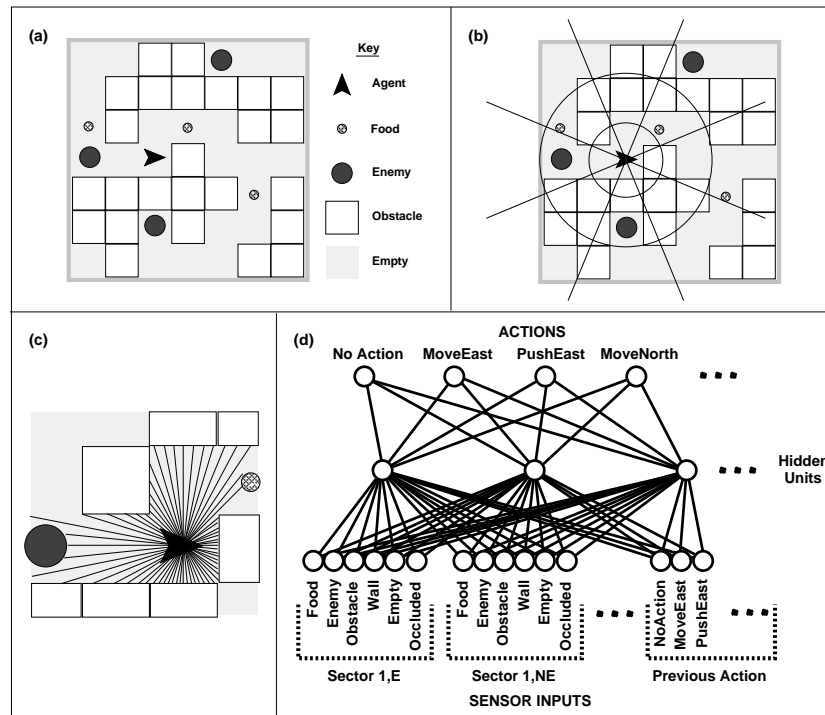 (a)
Key
Agent
Food
Enemy
Obstacle
Empty
(b)
(c)
(d)
ACTIONS
No Action MoveEast PushEast MoveNorth
Hidden
Units
Food
Enemy
Obstacle
Wall
Empty
Occluded
Food
Enemy
Obstacle
Wall
Empty
Occluded
NoAction
MoveEast
PushEast
Sector 1,E Sector 1,NE Previous Action
SENSOR INPUTS